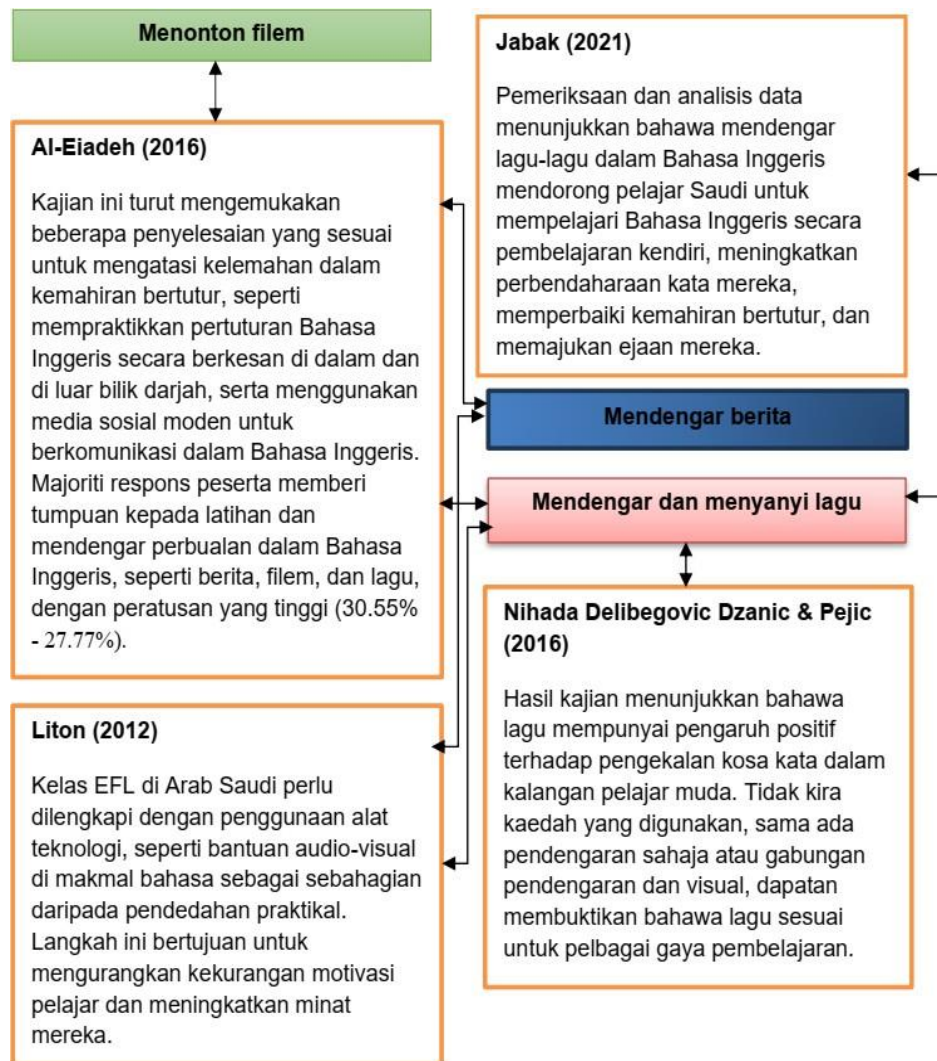 Menonton filem
Al-Eiadeh (2016)
Kajian ini turut mengemukakan
beberapa penyelesaian yang sesuai
untuk mengatasi kelemahan dalam
kemahiran bertutur, seperti
mempraktikkan pertuturan Bahasa
Inggeris secara berkesan di dalam dan
di luar bilik darjah, serta menggunakan
media sosial moden untuk
berkomunikasi dalam Bahasa Inggeris.
Majoriti respons peserta memberi
tumpuan kepada latihan dan
mendengar perbualan dalam Bahasa
Inggeris, seperti berita, filem, dan lagu,
dengan peratusan yang tinggi (30.55%
- 27.77%).
Liton (2012)
Kelas EFL di Arab Saudi perlu
dilengkapi dengan penggunaan alat
teknologi, seperti bantuan audio-visual
di makmal bahasa sebagai sebahagian
daripada pendedahan praktikal.
Langkah ini bertujuan untuk
mengurangkan kekurangan motivasi
pelajar dan meningkatkan minat
mereka.
Jabak (2021)
Pemeriksaan dan analisis data
menunjukkan bahawa mendengar
lagu-lagu dalam Bahasa Inggeris
mendorong pelajar Saudi untuk
mempelajari Bahasa Inggeris secara
pembelajaran kendiri, meningkatkan
perbendaharaan kata mereka,
memperbaiki kemahiran bertutur, dan
memajukan ejaan mereka.
Mendengar berita
Mendengar dan menyanyi lagu
Nihada Delibegovic Dzanic & Pejic
(2016)
Hasil kajian menunjukkan bahawa
lagu mempunyai pengaruh positif
terhadap pengekalan kosa kata dalam
kalangan pelajar muda. Tidak kira
kaedah yang digunakan, sama ada
pendengaran sahaja atau gabungan
pendengaran dan visual, dapatan
membuktikan bahawa lagu sesuai
untuk pelbagai gaya pembelajaran.